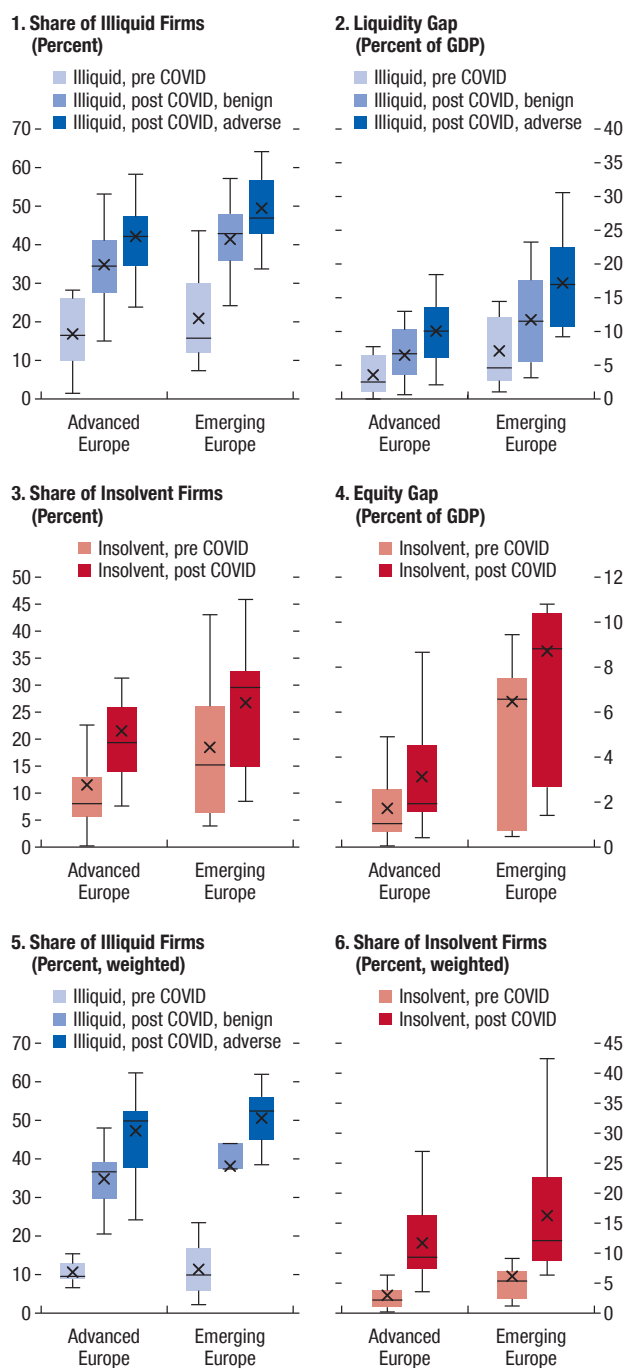 1. Share of Illiquid Firms
(Percent)
Illiquid, pre COVID
Illiquid, post COVID, benign
Illiquid, post COVID, adverse
70
60
50
40
30
20
10
0
Advanced
Europe
Emerging
Europe
2. Liquidity Gap
(Percent of GDP)
Illiquid, pre COVID
Illiquid, post COVID, benign
Illiquid, post COVID, adverse
40
35
30
25
20
15
10
5
0
Advanced
Europe
Emerging
Europe
3. Share of Insolvent Firms
(Percent)
Insolvent, pre COVID
Insolvent, post COVID
50
45
40
35
30
25
20
15
10
5
0
Advanced
Europe
Emerging
Europe
4. Equity Gap
(Percent of GDP)
Insolvent, pre COVID
Insolvent, post COVID
12
10
8
6
4
2
0
Advanced
Europe
Emerging
Europe
5. Share of Illiquid Firms
(Percent, weighted)
Illiquid, pre COVID
Illiquid, post COVID, benign
Illiquid, post COVID, adverse
70
60
50
40
30
20
10
0
Advanced
Europe
Emerging
Europe
6. Share of Insolvent Firms
(Percent, weighted)
Insolvent, pre COVID
Insolvent, post COVID
45
40
35
30
25
20
15
10
5
0
Advanced
Europe
Emerging
Europe